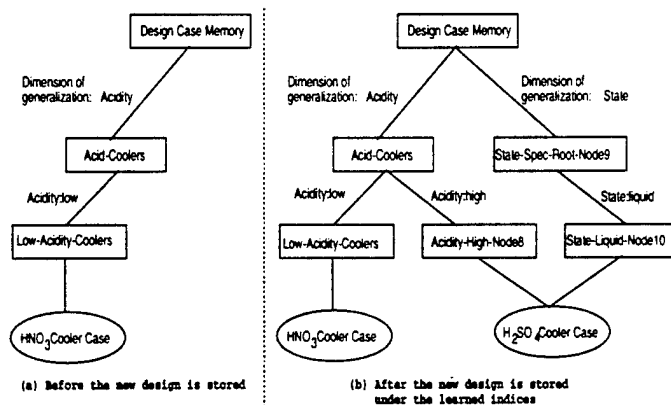 Design Case Memory
Dimension of
generalization: Acidity
Acid-Coolers
Acidity:low
Low-Acidity-Coolers
HNO3Cooler Case
(a) Before the new design is stored
Design Case Memory
Dimension of
generalization: Acidity
Dimension of
generalization: State
Acid-Coolers
State-Spec-Root-Node9
Acidity:low
Acidity:high
State:liquid
Low-Acidity-Coolers
Acidity-High-Node8
State-Liquid-Node10
HNO3Cooler Case
H2SO4Cooler Case
(b) After the new design is stored
under the learned indices